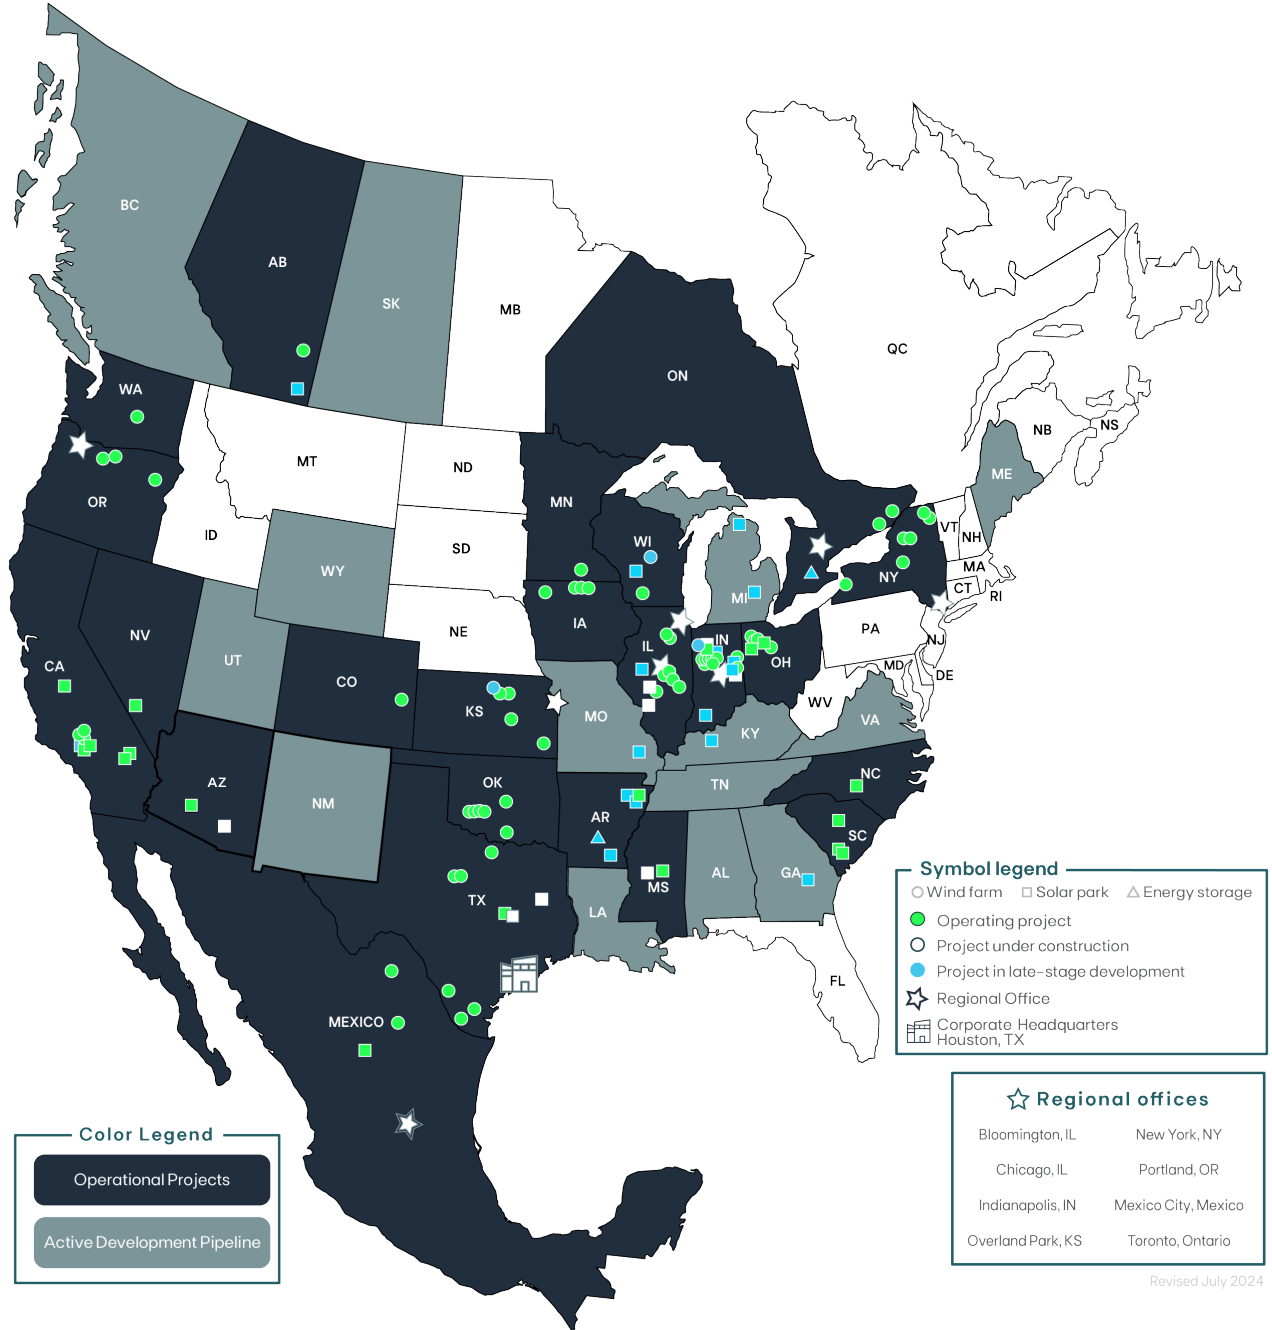 BC
AB
SK
MB
QC
ON
WA
MT
ND
NB
NS
ME
OR
ID
MN
SD
WI
VT
NH
WY
MI
NY
MA
CT
RI
NE
IA
PA
NV
UT
CA
CO
IL
IN
OH
NJ
MD
DE
KS
MO
WV
KY
VA
AZ
NM
OK
TN
NC
AR
SC
TX
MS
AL
GA
LA
FL
MEXICO
Symbol legend
Wind farm
Solar park
Energy storage
Operating project
Project under construction
Project in late-stage development
Regional Office
Corporate Headquarters
Houston, TX
Regional offices
Bloomington, IL
New York, NY
Chicago, IL
Portland, OR
Indianapolis, IN
Mexico City, Mexico
Overland Park, KS
Toronto, Ontario
Revised July 2024
Color Legend
Operational Projects
Active Development Pipeline